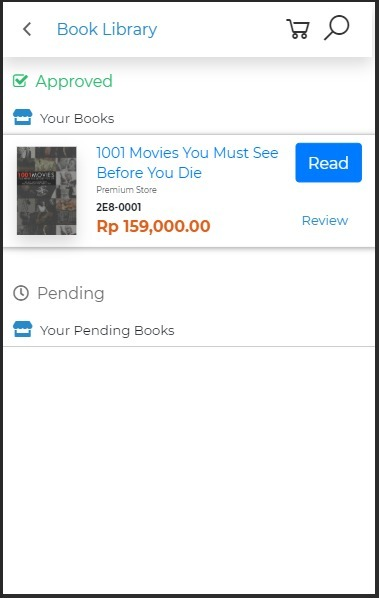 Book Library
Approved
Your Books
1001 Movies You Must See
Before You Die
Premium Store
2E8-0001
Rp 159,000.00
Read
Review
1001MOVIES
Pending
Your Pending Books